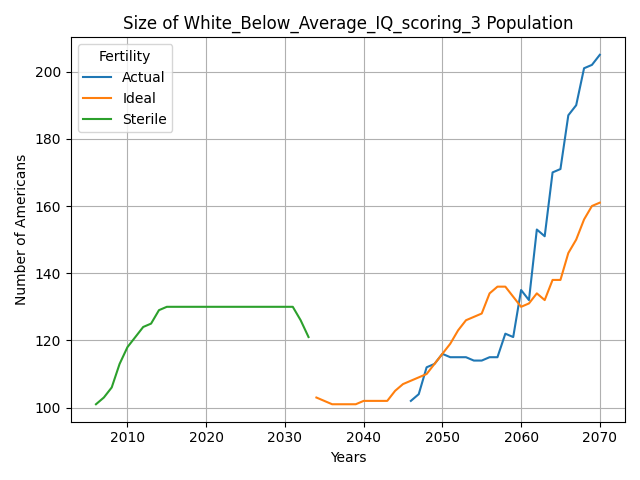 Size of White_Below_Average_IQ_scoring_3 Population
Fertility
Actual
Ideal
Sterile
Number of Americans
200
180
160
140
120
100
2010 2020 2030 2040 2050 2060 2070
Years